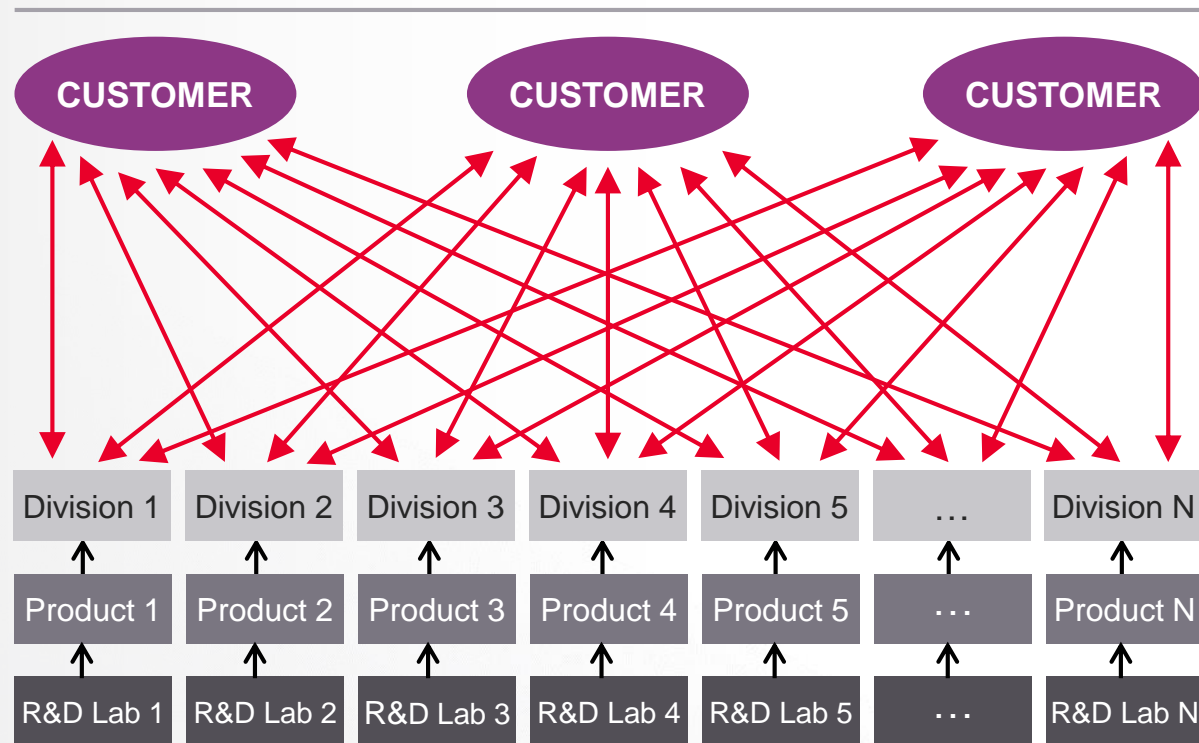 CUSTOMER CUSTOMER CUSTOMER
Division 1 Division 2 Division 3 Division 4 Division 5 ... Division N
Product 1 Product 2 Product 3 Product 4 Product 5 ... Product N
R&D Lab 1 R&D Lab 2 R&D Lab 3 R&D Lab 4 R&D Lab 5 ... R&D Lab N